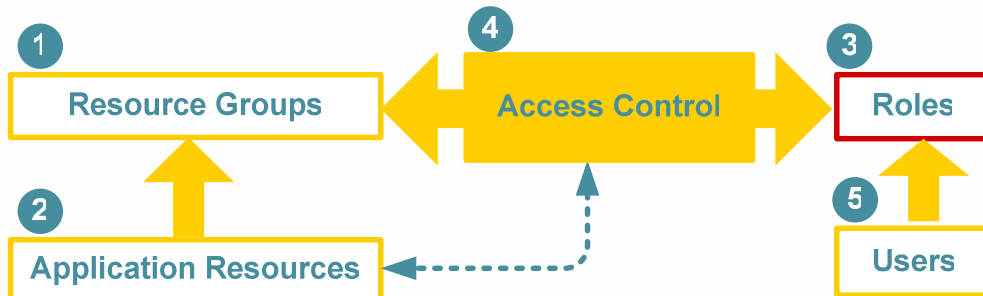 1
4
3
Resource Groups
Access Control
Roles
2
5
Application Resources
Users